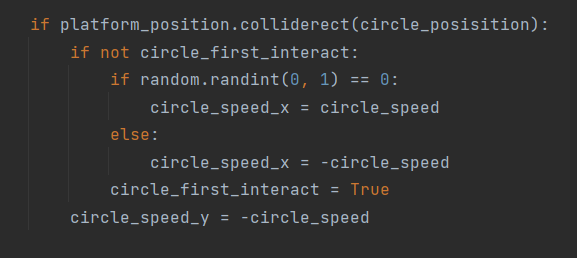 if platform_position.colliderect(circle_posisition):
    if not circle_first_interact:
        if random.randint(0, 1) == 0:
            circle_speed_x = circle_speed
        else:
            circle_speed_x = -circle_speed
        circle_first_interact = True
    circle_speed_y = -circle_speed